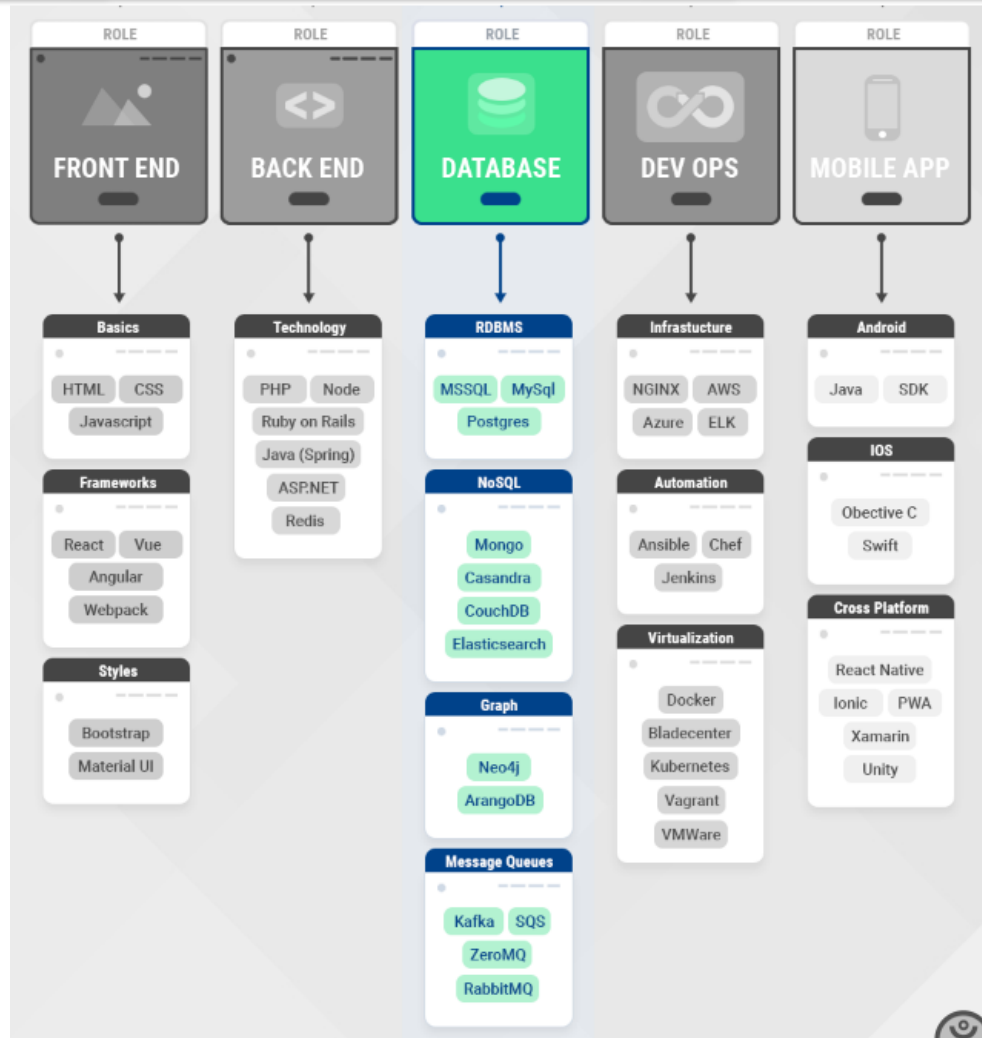 ROLE
FRONT END
Basics
HTML CSS
Javascript
Frameworks
React Vue
Angular
Webpack
Styles
Bootstrap
Material UI
ROLE
BACK END
Technology
PHP Node
Ruby on Rails
Java (Spring)
ASP.NET
Redis
ROLE
DATABASE
RDBMS
MSSQL MySql
Postgres
NoSQL
Mongo
Casandra
CouchDB
Elasticsearch
Graph
Neo4j
ArangoDB
Message Queues
Kafka SQS
ZeroMQ
RabbitMQ
ROLE
DEV OPS
Infrastucture
NGINX AWS
Azure ELK
Automation
Ansible Chef
Jenkins
Virtualization
Docker
Bladecenter
Kubernetes
Vagrant
VMWare
ROLE
MOBILE APP
Android
Java SDK
IOS
Obective C
Swift
Cross Platform
React Native
Ionic PWA
Xamarin
Unity